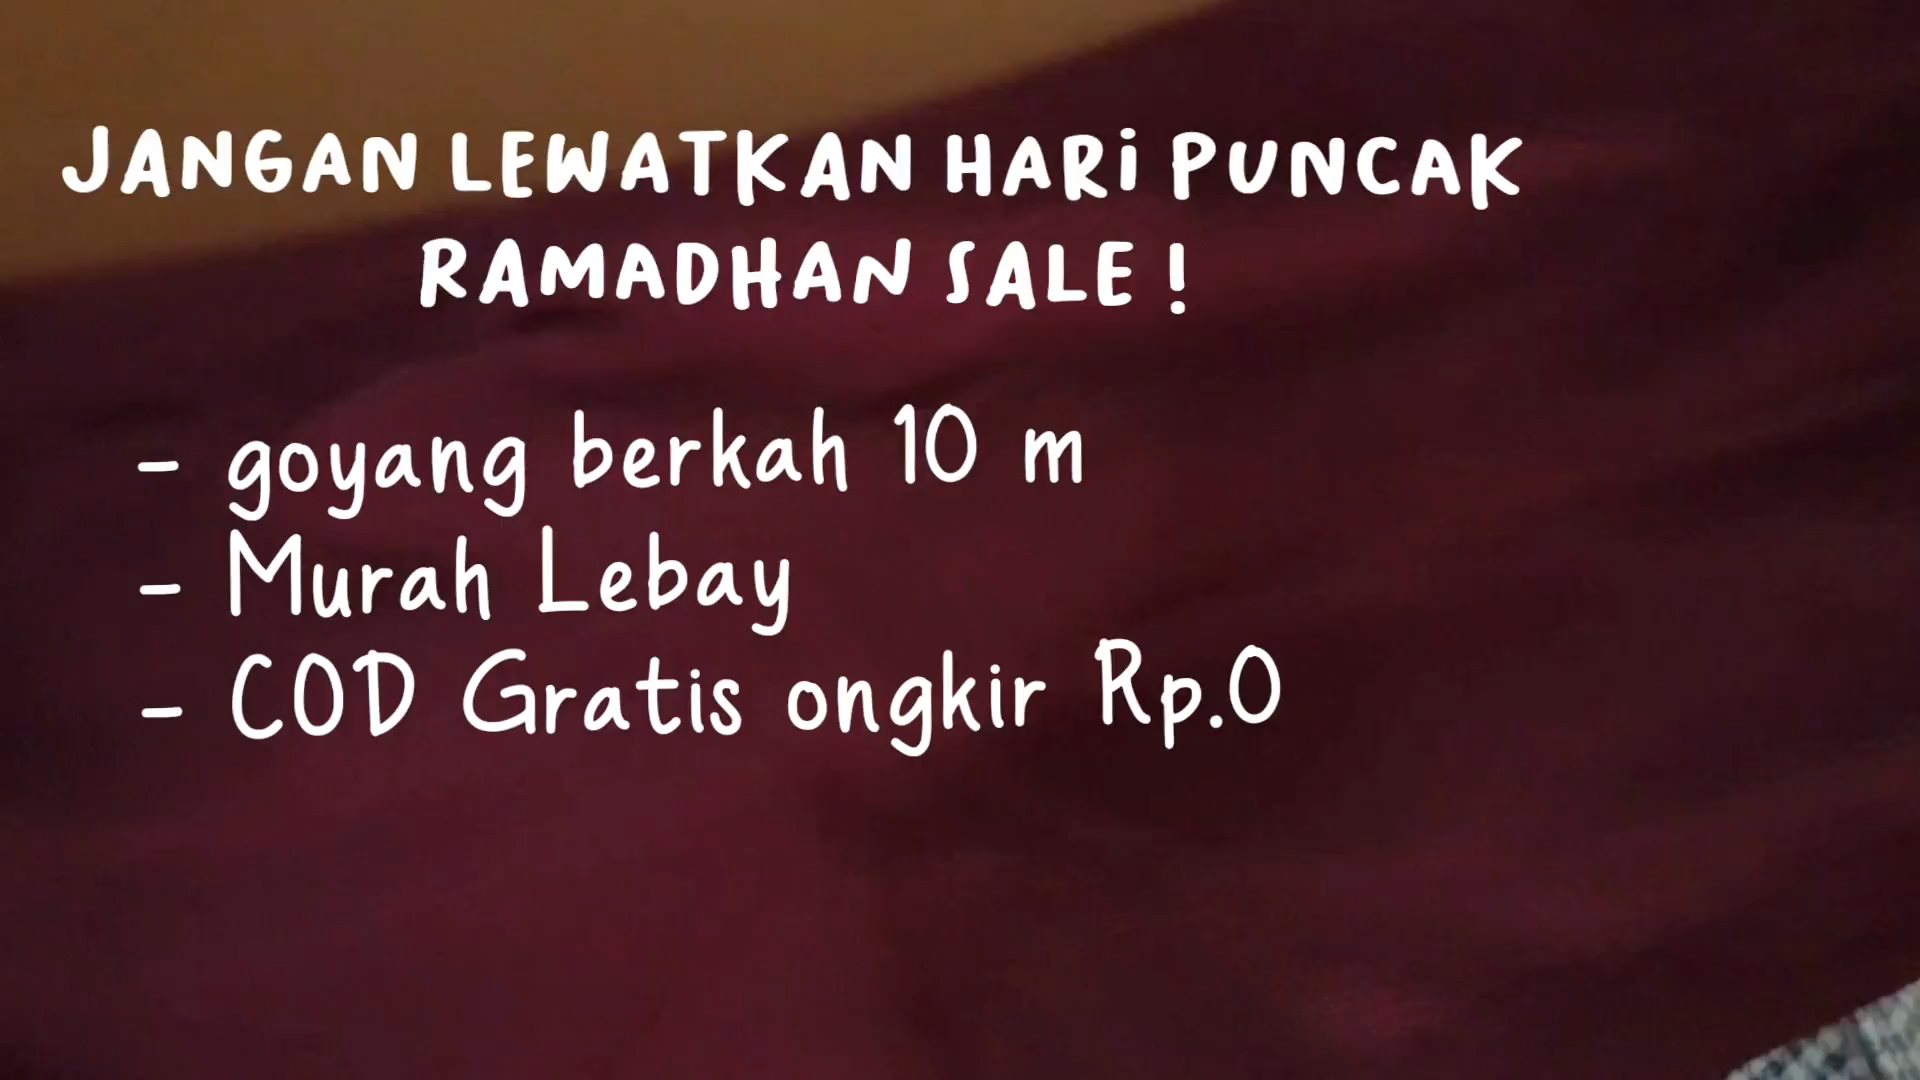 JANGAN LEWATKAN HARI PUNCAK
RAMADHAN SALE !
- goyang berkah 10 m
- Murah Lebay
- COD Gratis ongkir Rp.0